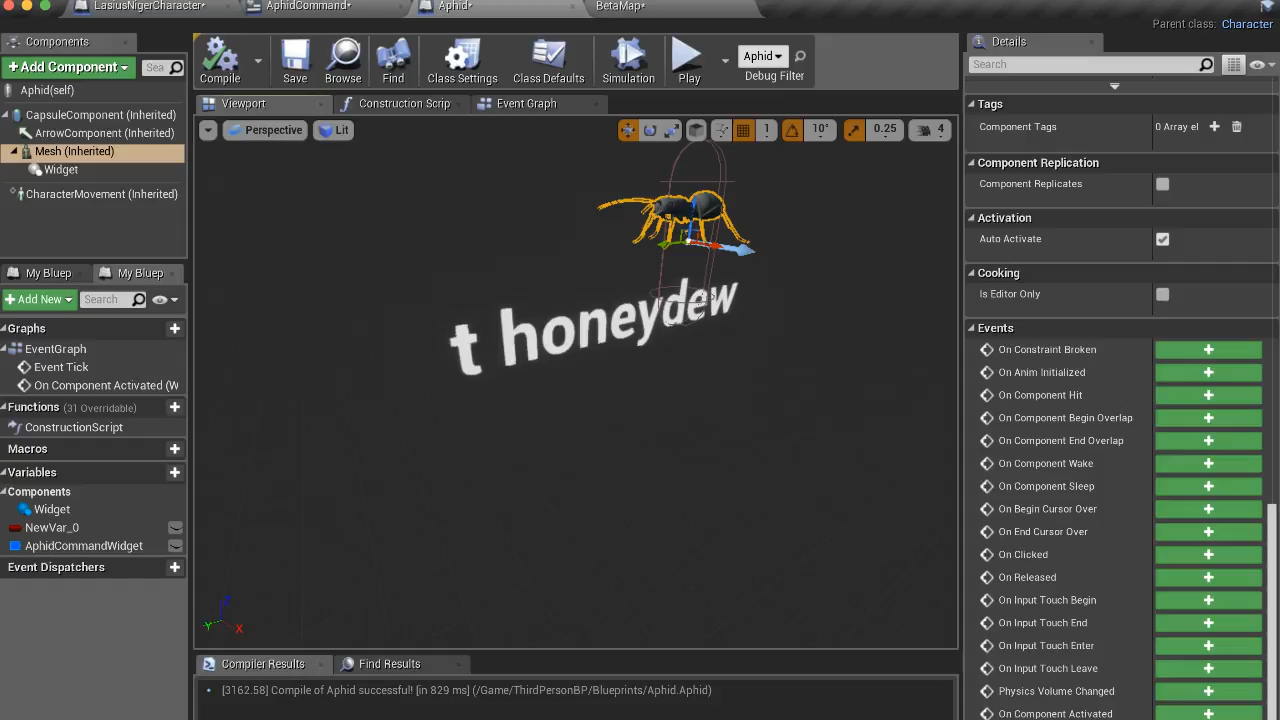 LasiusNigerCharacter*
AphidCommand*
Aphid*
BetaMap*
Parent class: Character
Components
+ Add Component
Sea
Aphid(self)
CapsuleComponent (Inherited)
ArrowComponent (Inherited)
Mesh (Inherited)
Widget
CharacterMovement (Inherited)
My Bluep
My Bluep
+ Add New
Search
Graphs
EventGraph
Event Tick
On Component Activated (W
Functions (31 Overridable)
ConstructionScript
Macros
Variables
Components
Widget
NewVar_0
AphidCommandWidget
Event Dispatchers
Compile
Save
Browse
Find
Class Settings
Class Defaults
Simulation
Play
Aphid
Debug Filter
Viewport
Construction Scrip
Event Graph
Perspective
Lit
1
10°
0.25
4
t honeydew
Z
Y
X
Compiler Results
Find Results
[3162.58] Compile of Aphid successful! [in 829 ms] (/Game/ThirdPersonBP/Blueprints/Aphid.Aphid)
Details
Search
Tags
Component Tags
0 Array el
Component Replication
Component Replicates
Activation
Auto Activate
Cooking
Is Editor Only
Events
On Constraint Broken
On Anim Initialized
On Component Hit
On Component Begin Overlap
On Component End Overlap
On Component Wake
On Component Sleep
On Begin Cursor Over
On End Cursor Over
On Clicked
On Released
On Input Touch Begin
On Input Touch End
On Input Touch Enter
On Input Touch Leave
Physics Volume Changed
On Component Activated